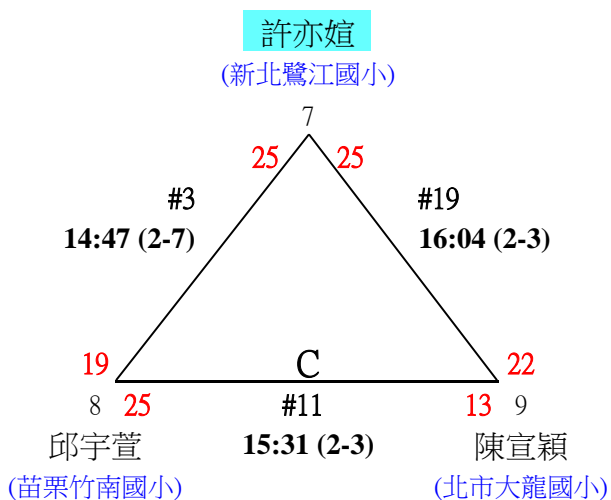 許亦媗
(新北鷺江國小)
7
25 25
#3 #19
14:47 (2-7) 16:04 (2-3)
19 C 22
8 25 #11 13 9
邱宇萱 15:31 (2-3) 陳宣穎
(苗栗竹南國小) (北市大龍國小)